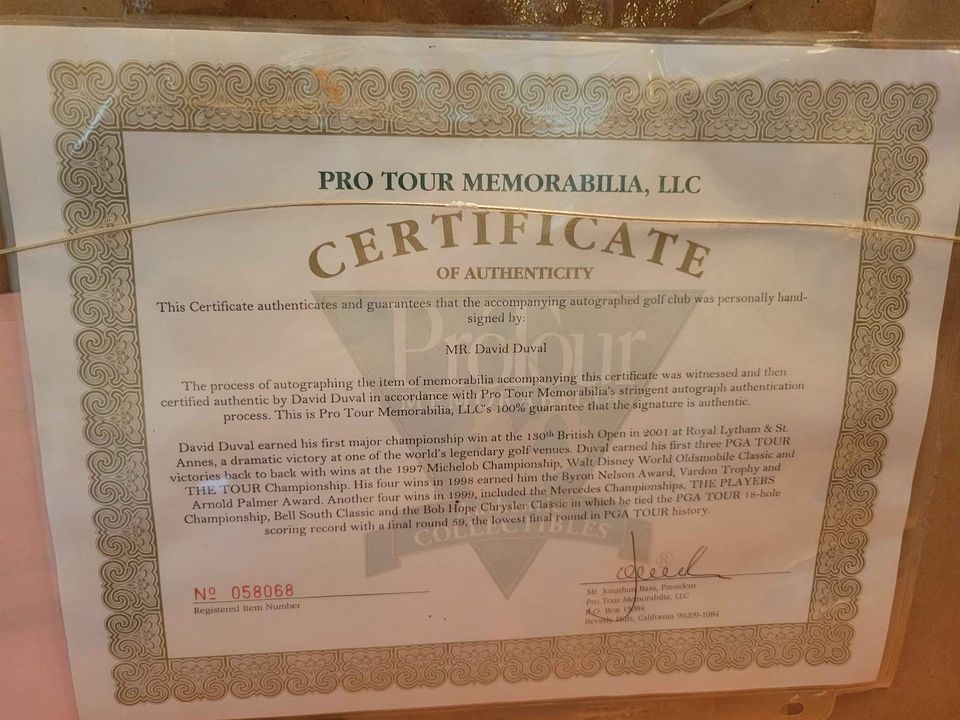 PRO TOUR MEMORABILIA, LLC
CERTIFICATE
OF AUTHENTICITY
This Certificate authenticates and guarantees that the accompanying autographed golf club was personally hand-
signed by:
MR. David Duval
The process of autographing the item of memorabilia accompanying this certificate was witnessed and then
certified authentic by David Duval in accordance with Pro Tour Memorabilia's stringent autograph authentication
process. This is Pro Tour Memorabilia, LLC's 100% guarantee that the signature is authentic.
David Duval earned his first major championship win at the 130th British Open in 2001 at Royal Lytham & St.
Annes, a dramatic victory at one of the world's legendary golf venues. Duval earned his first three PGA TOUR
victories back to back with wins at the 1997 Michelob Championship, Walt Disney World Oldsmobile Classic and
THE TOUR Championship. His four wins in 1998 earned him the Byron Nelson Award, Vardon Trophy and
Arnold Palmer Award. Another four wins in 1999, included the Mercedes Championships, THE PLAYERS
Championship, Bell South Classic and the Bob Hope Chrysler Classic in which he tied the PGA TOUR 18-hole
scoring record with a final round 59, the lowest final round in PGA TOUR history.
ProTour
COLLECTIBLES
®
Nº 058068
Registered Item Number
Mr. Jonathan Bass, President
Pro Tour Memorabilia, LLC
P.O. Box 15084
Beverly Hills, California 90209-1084